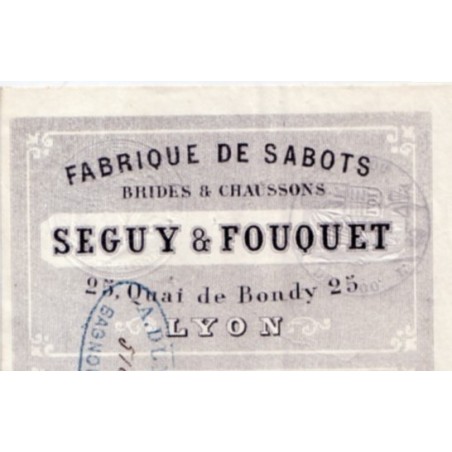 FABRIQUE DE SABOTS
BRIDES & CHAUSSONS
SEGUY & FOUQUET
25, Quai de Bondy 25
LYON